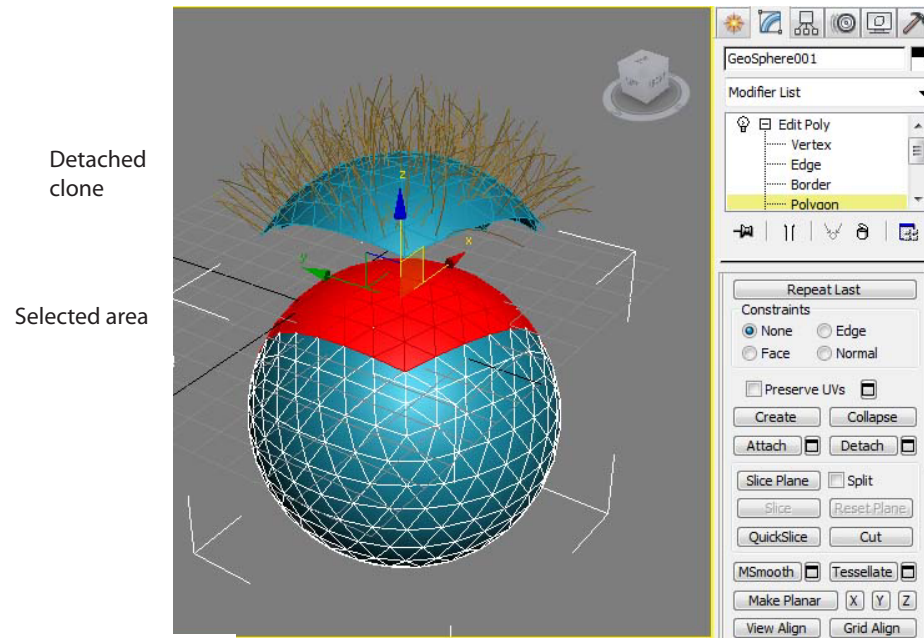 Detached
clone
Selected area
z
x
y
GeoSphere001
Modifier List
Edit Poly
Vertex
Edge
Border
Polygon
Repeat Last
Constraints
None Edge
Face Normal
Preserve UVs
Create Collapse
Attach Detach
Slice Plane Split
Slice Reset Plane
QuickSlice Cut
MSmooth Tessellate
Make Planar X Y Z
View Align Grid Align